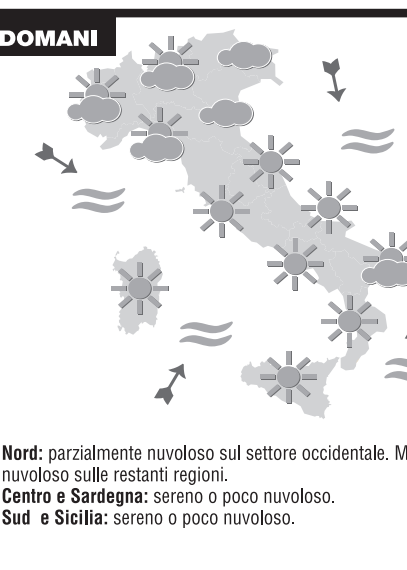 DOMANI
Nord: parzialmente nuvoloso sul settore occidentale.
nuvoloso sulle restanti regioni.
Centro e Sardegna: sereno o poco nuvoloso.
Sud e Sicilia: sereno o poco nuvoloso.